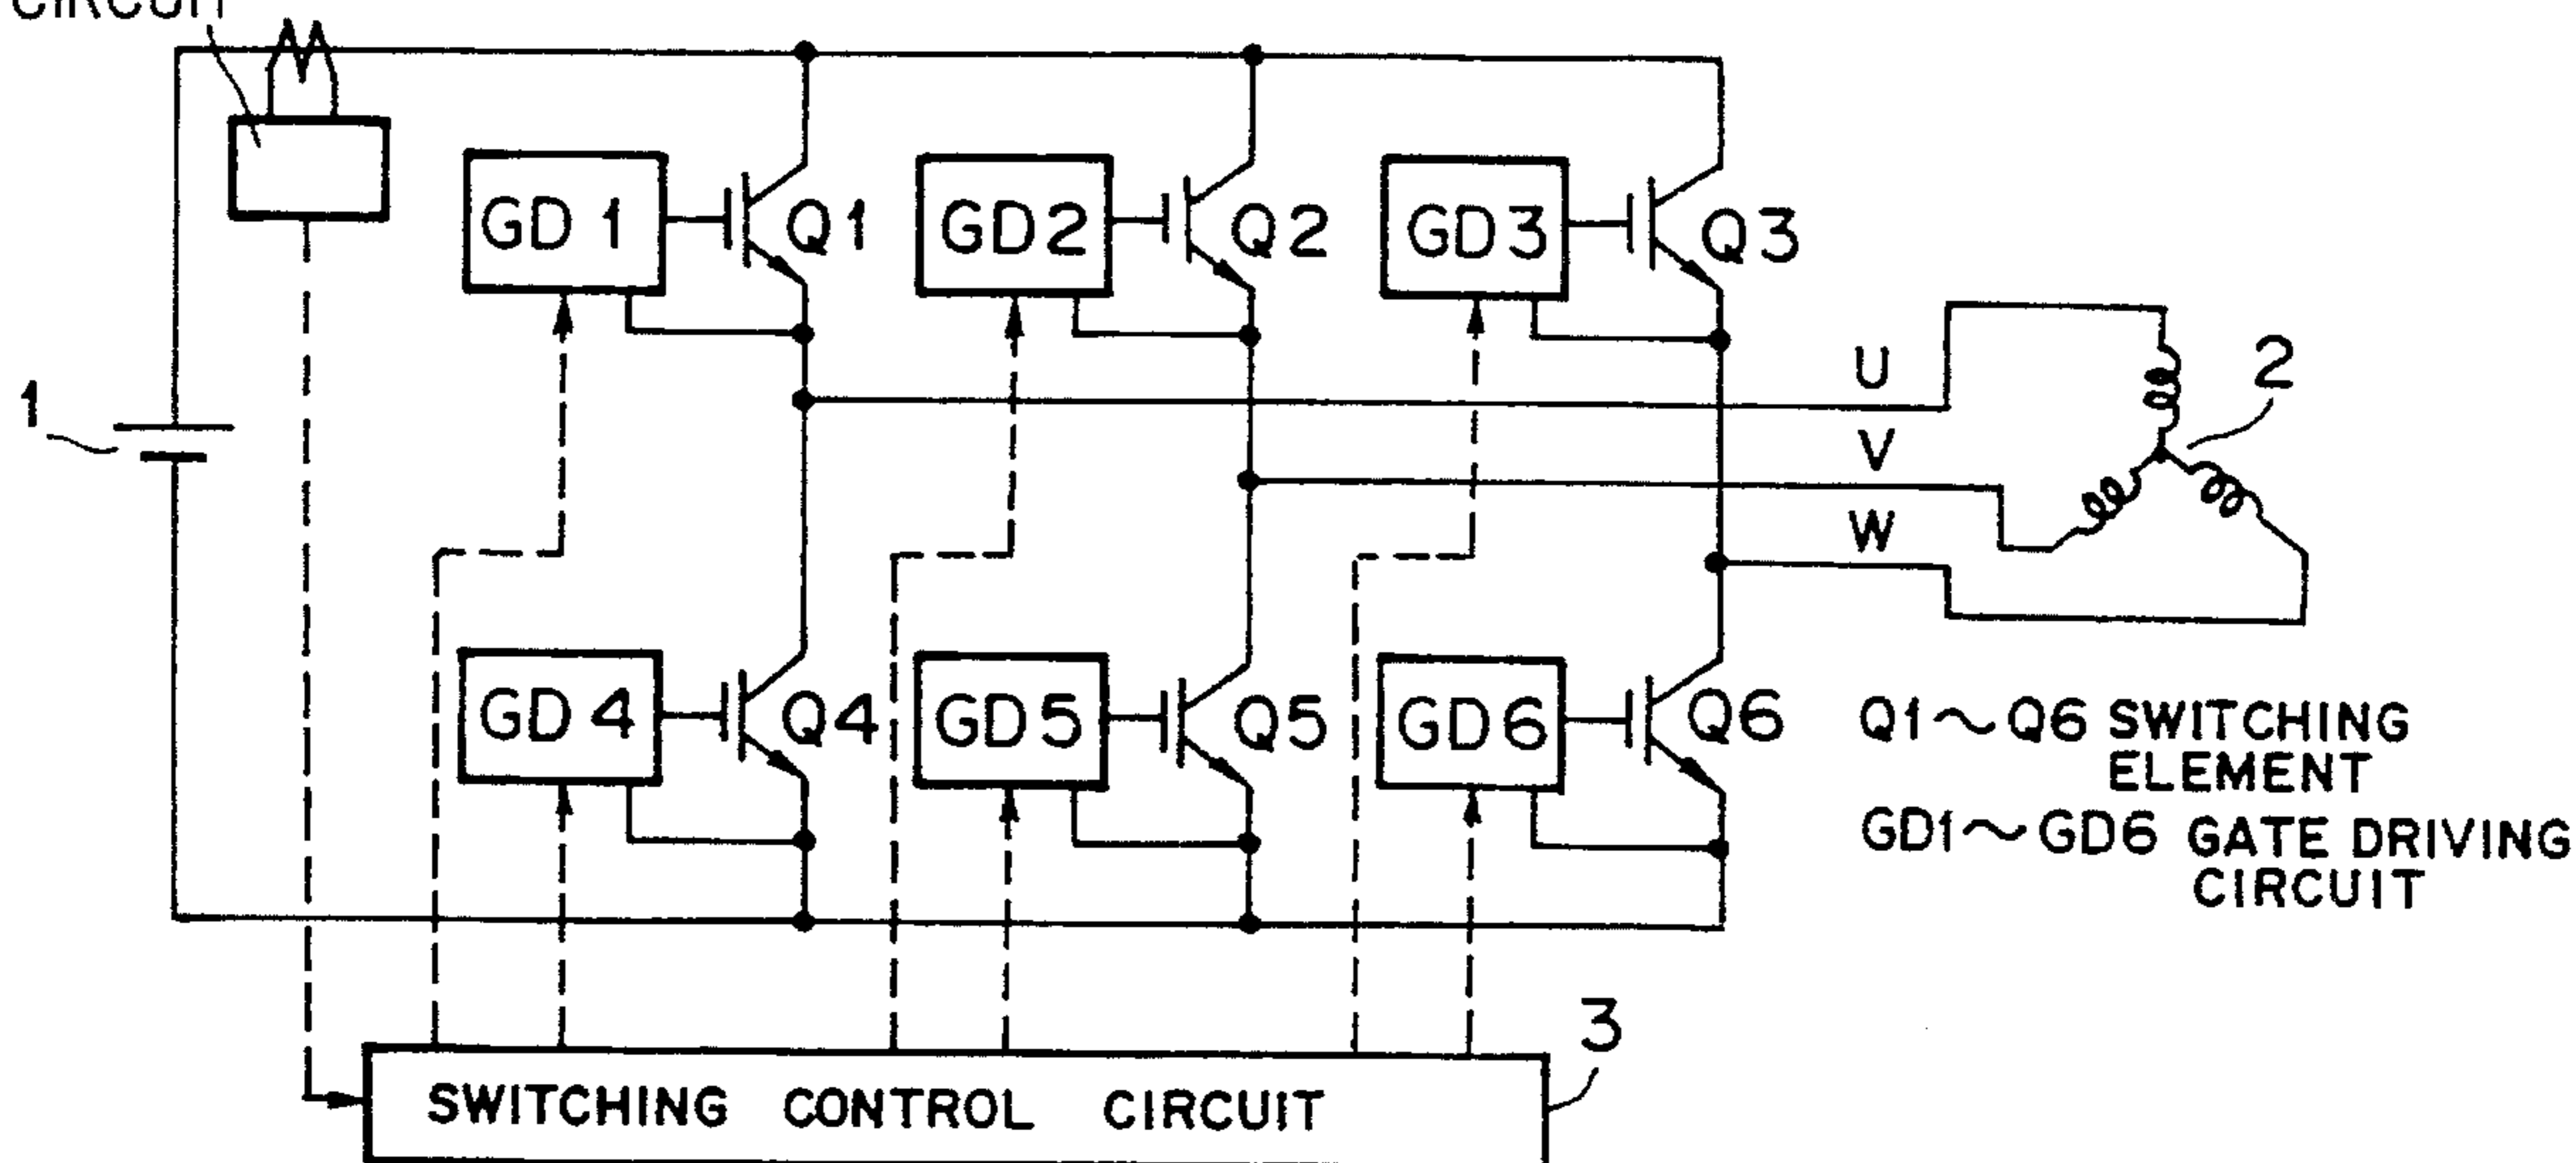 CIRCUIT
GD 1
Q1
GD2
Q2
GD3
Q3
1
U
2
V
W
GD 4
Q4
GD5
Q5
GD6
Q6
Q1~Q6 SWITCHING
ELEMENT
GD1~GD6 GATE DRIVING
CIRCUIT
3
SWITCHING CONTROL CIRCUIT